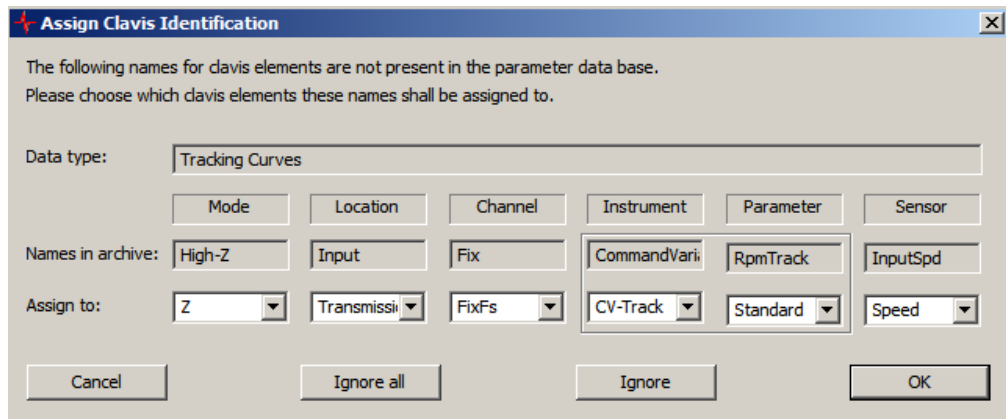 Assign Clavis Identification
The following names for clavis elements are not present in the parameter data base.
Please choose which clavis elements these names shall be assigned to.
Data type: Tracking Curves
Mode Location Channel Instrument Parameter Sensor
Names in archive: High-Z Input Fix CommandVari RpmTrack InputSpd
Assign to: Z Transmissi FixFs CV-Track Standard Speed
Cancel Ignore all Ignore OK